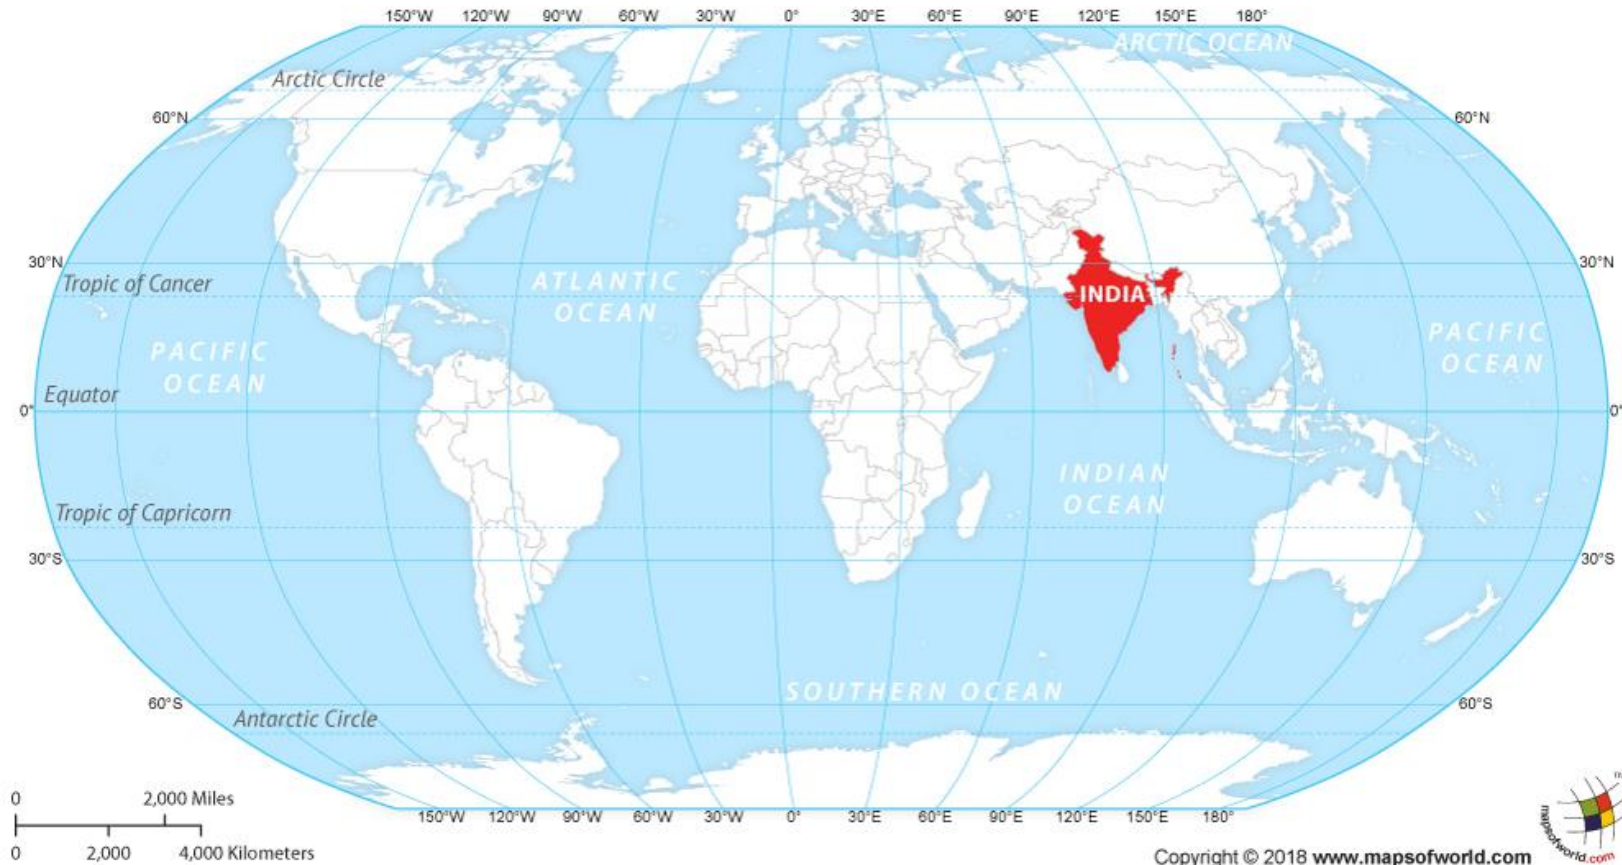 150°W 120°W 90°W 60°W 30°W 0° 30°E 60°E 90°E 120°E 150°E 180°
ARCTIC OCEAN
Arctic Circle
60°N 60°N
30°N 30°N
Tropic of Cancer
ATLANTIC
OCEAN
INDIA
PACIFIC
OCEAN
PACIFIC
OCEAN
Equator
0° 0°
INDIAN
OCEAN
Tropic of Capricorn
30°S 30°S
SOUTHERN OCEAN
60°S 60°S
Antarctic Circle
0 2,000 Miles
0 2,000 4,000 Kilometers
150°W 120°W 90°W 60°W 30°W 0° 30°E 60°E 90°E 120°E 150°E 180°
mapsofworld.com
Copyright © 2018 www.mapsofworld.com